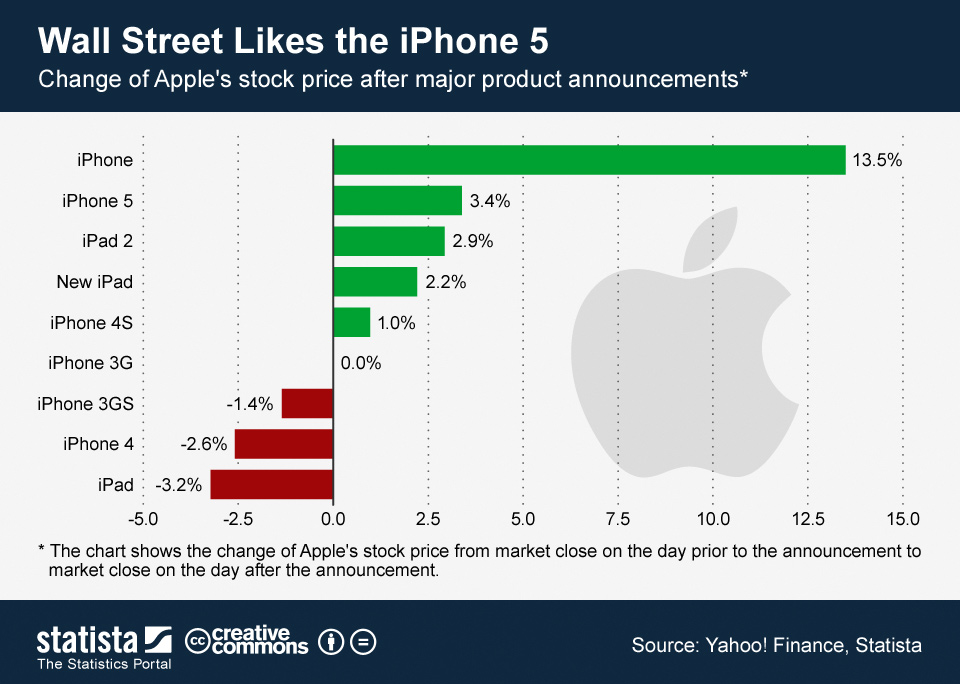 Wall Street Likes the iPhone 5
Change of Apple's stock price after major product announcements*
iPhone 13.5%
iPhone 5 3.4%
iPad 2 2.9%
New iPad 2.2%
iPhone 4S 1.0%
iPhone 3G 0.0%
iPhone 3GS -1.4%
iPhone 4 -2.6%
iPad -3.2%
-5.0 -2.5 0.0 2.5 5.0 7.5 10.0 12.5 15.0
* The chart shows the change of Apple's stock price from market close on the day prior to the announcement to
market close on the day after the announcement.
statista
The Statistics Portal
cc creative
commons
=
Source: Yahoo! Finance, Statista